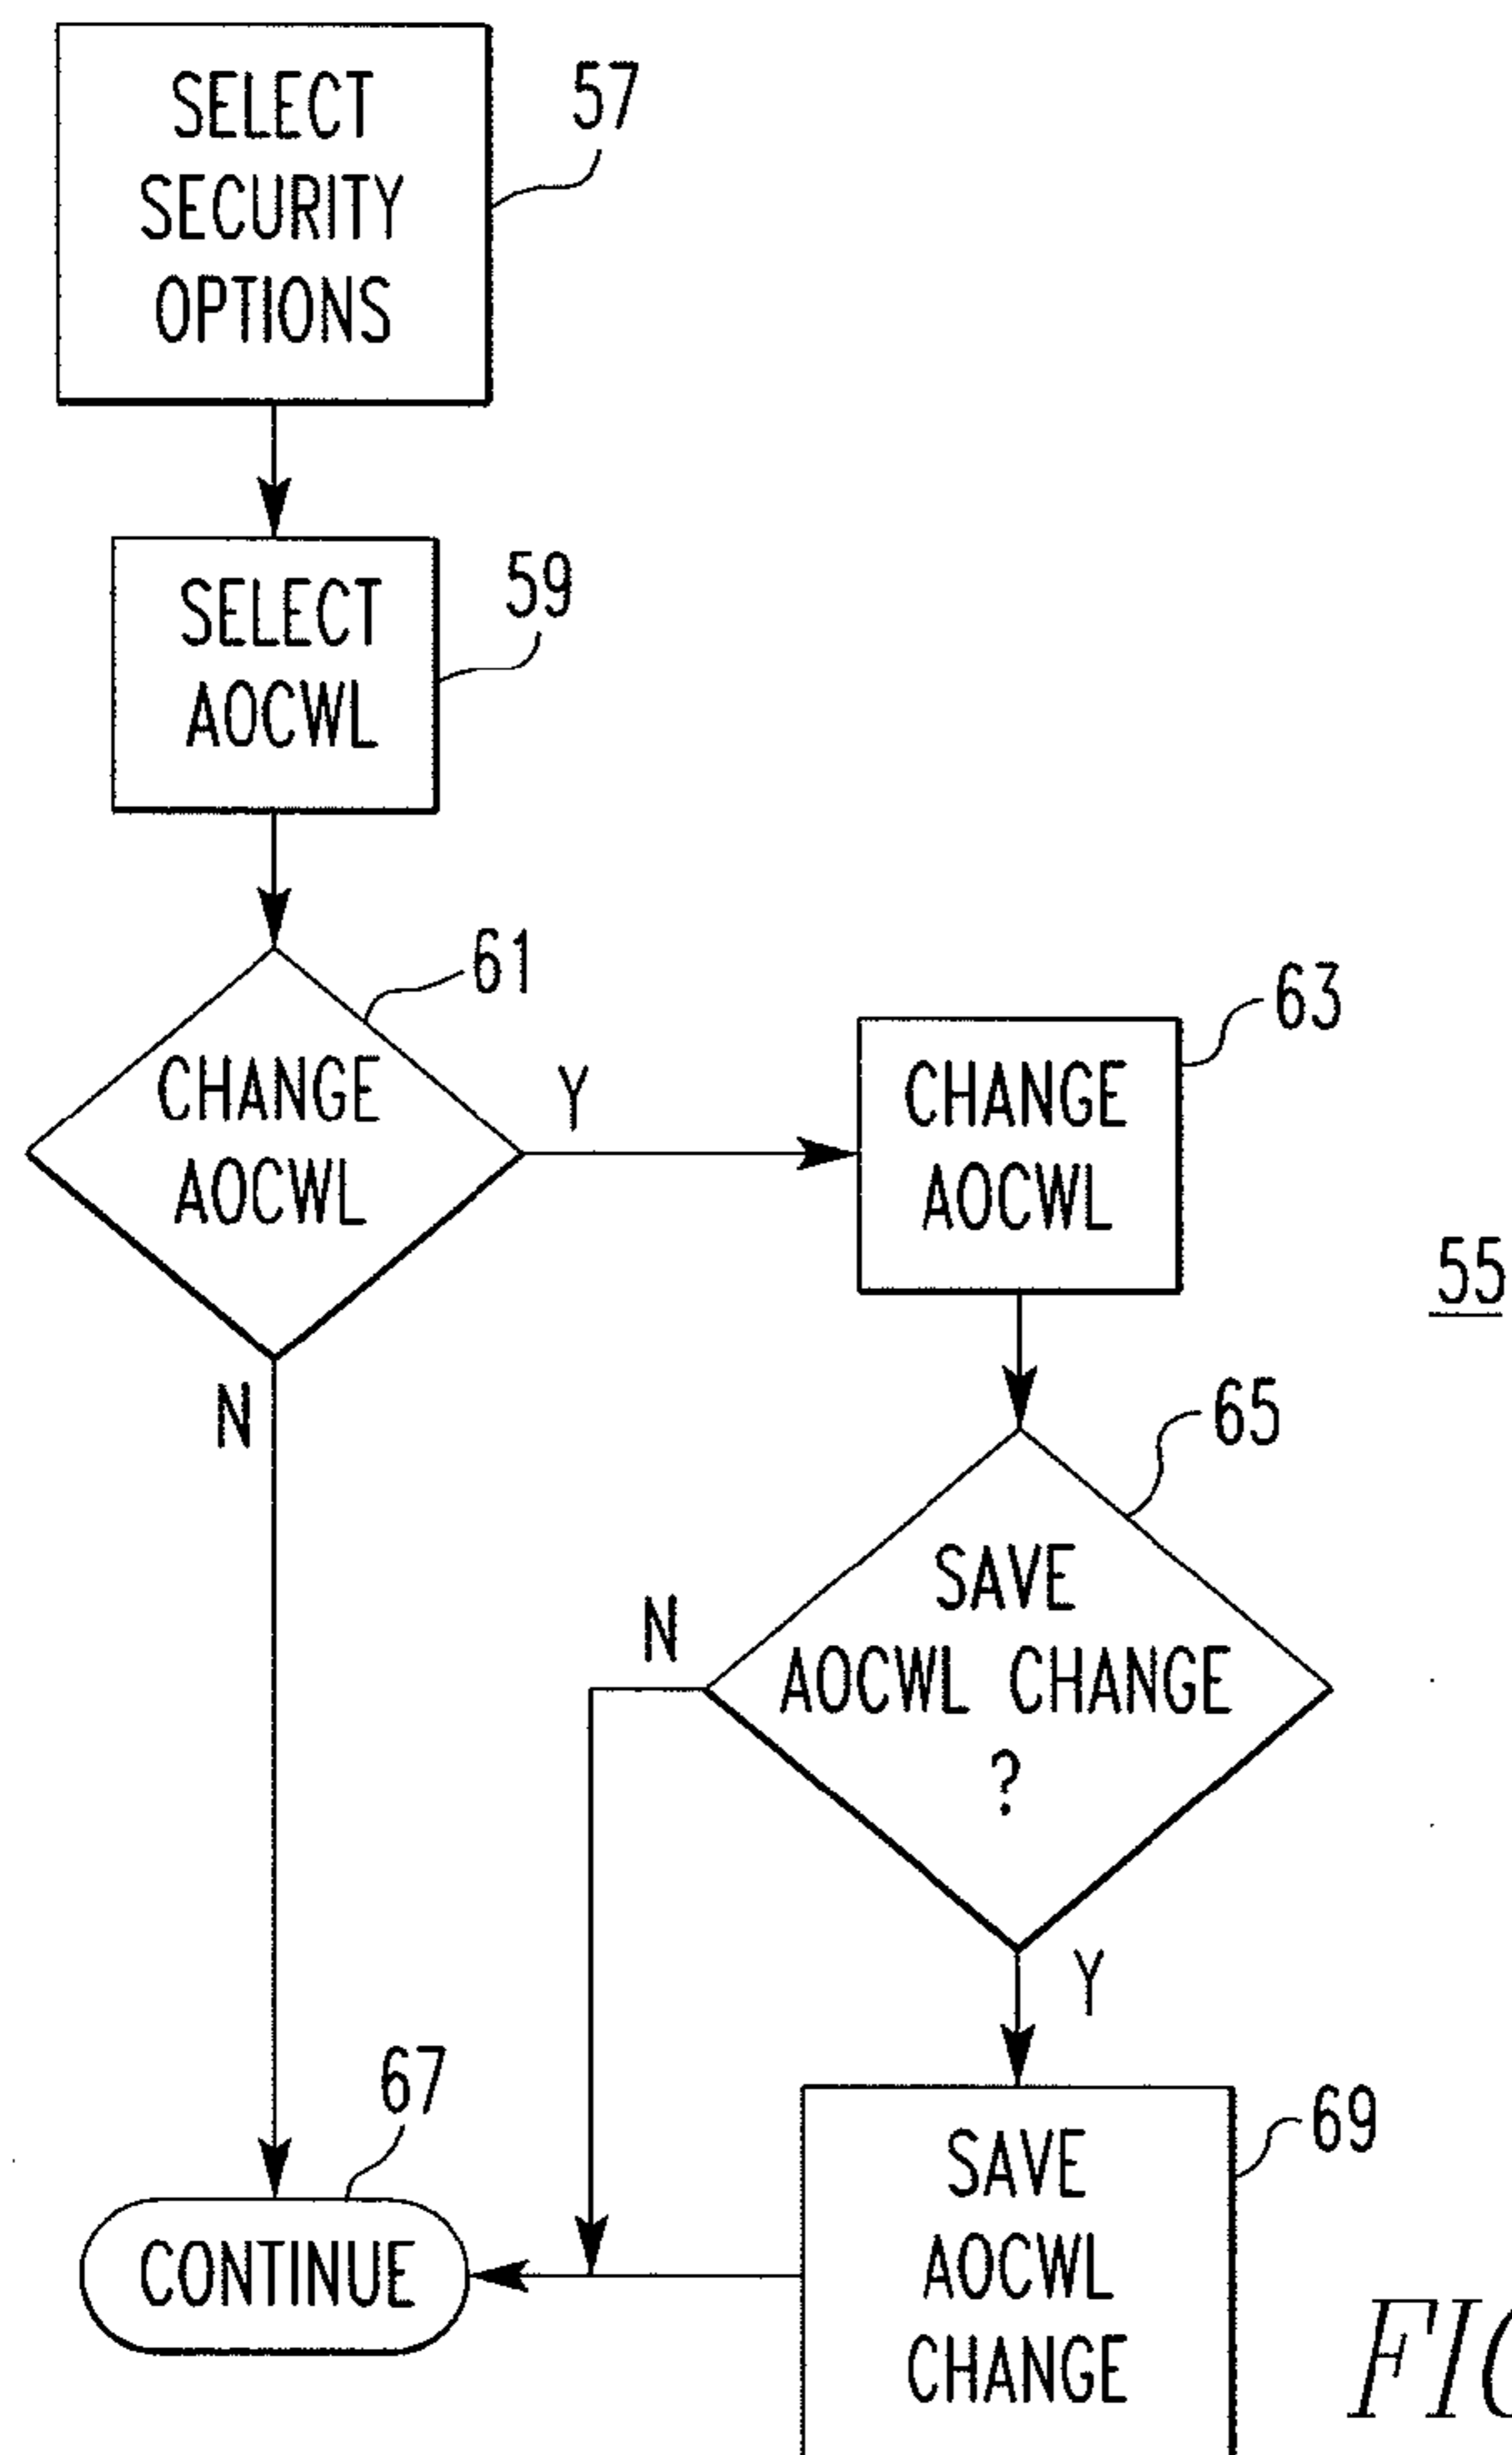 SELECT
SECURITY
OPTIONS
57
SELECT
AOCWL
59
CHANGE
AOCWL
61
Y
N
CHANGE
AOCWL
63
55
SAVE
AOCWL CHANGE
?
65
N
Y
CONTINUE
67
SAVE
AOCWL
CHANGE
69